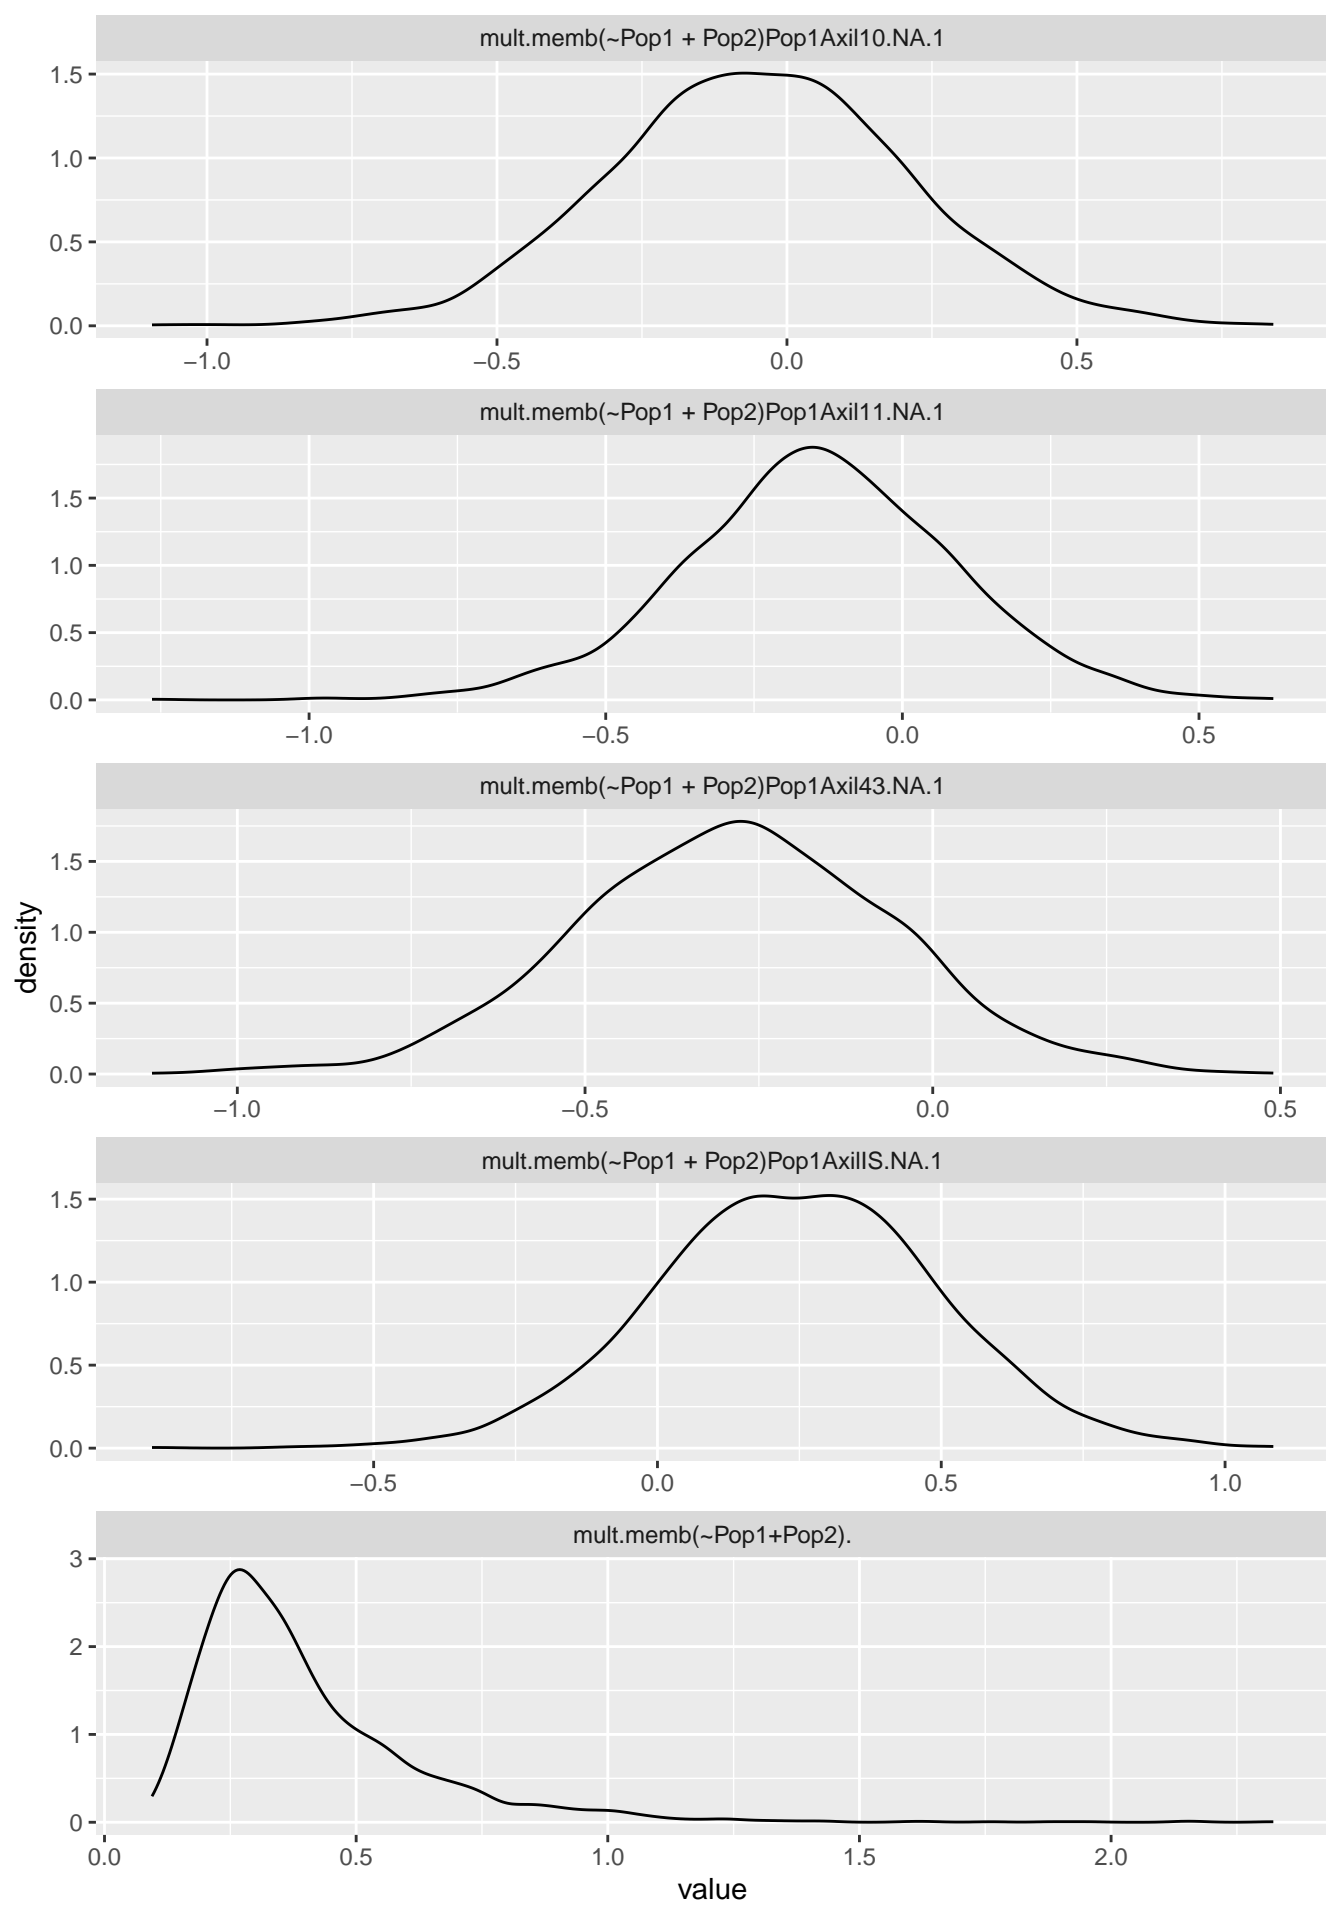 mult.memb(~Pop1 + Pop2)Pop1Axil10.NA.1
1.5
1.0
0.5
0.0
−1.0 −0.5 0.0 0.5
mult.memb(~Pop1 + Pop2)Pop1Axil11.NA.1
1.5
1.0
0.5
0.0
−1.0 −0.5 0.0 0.5
mult.memb(~Pop1 + Pop2)Pop1Axil43.NA.1
1.5
1.0
0.5
0.0
−1.0 −0.5 0.0 0.5
density
mult.memb(~Pop1 + Pop2)Pop1AxilIS.NA.1
1.5
1.0
0.5
0.0
−0.5 0.0 0.5 1.0
mult.memb(~Pop1+Pop2).
3
2
1
0
0.0 0.5 1.0 1.5 2.0
value